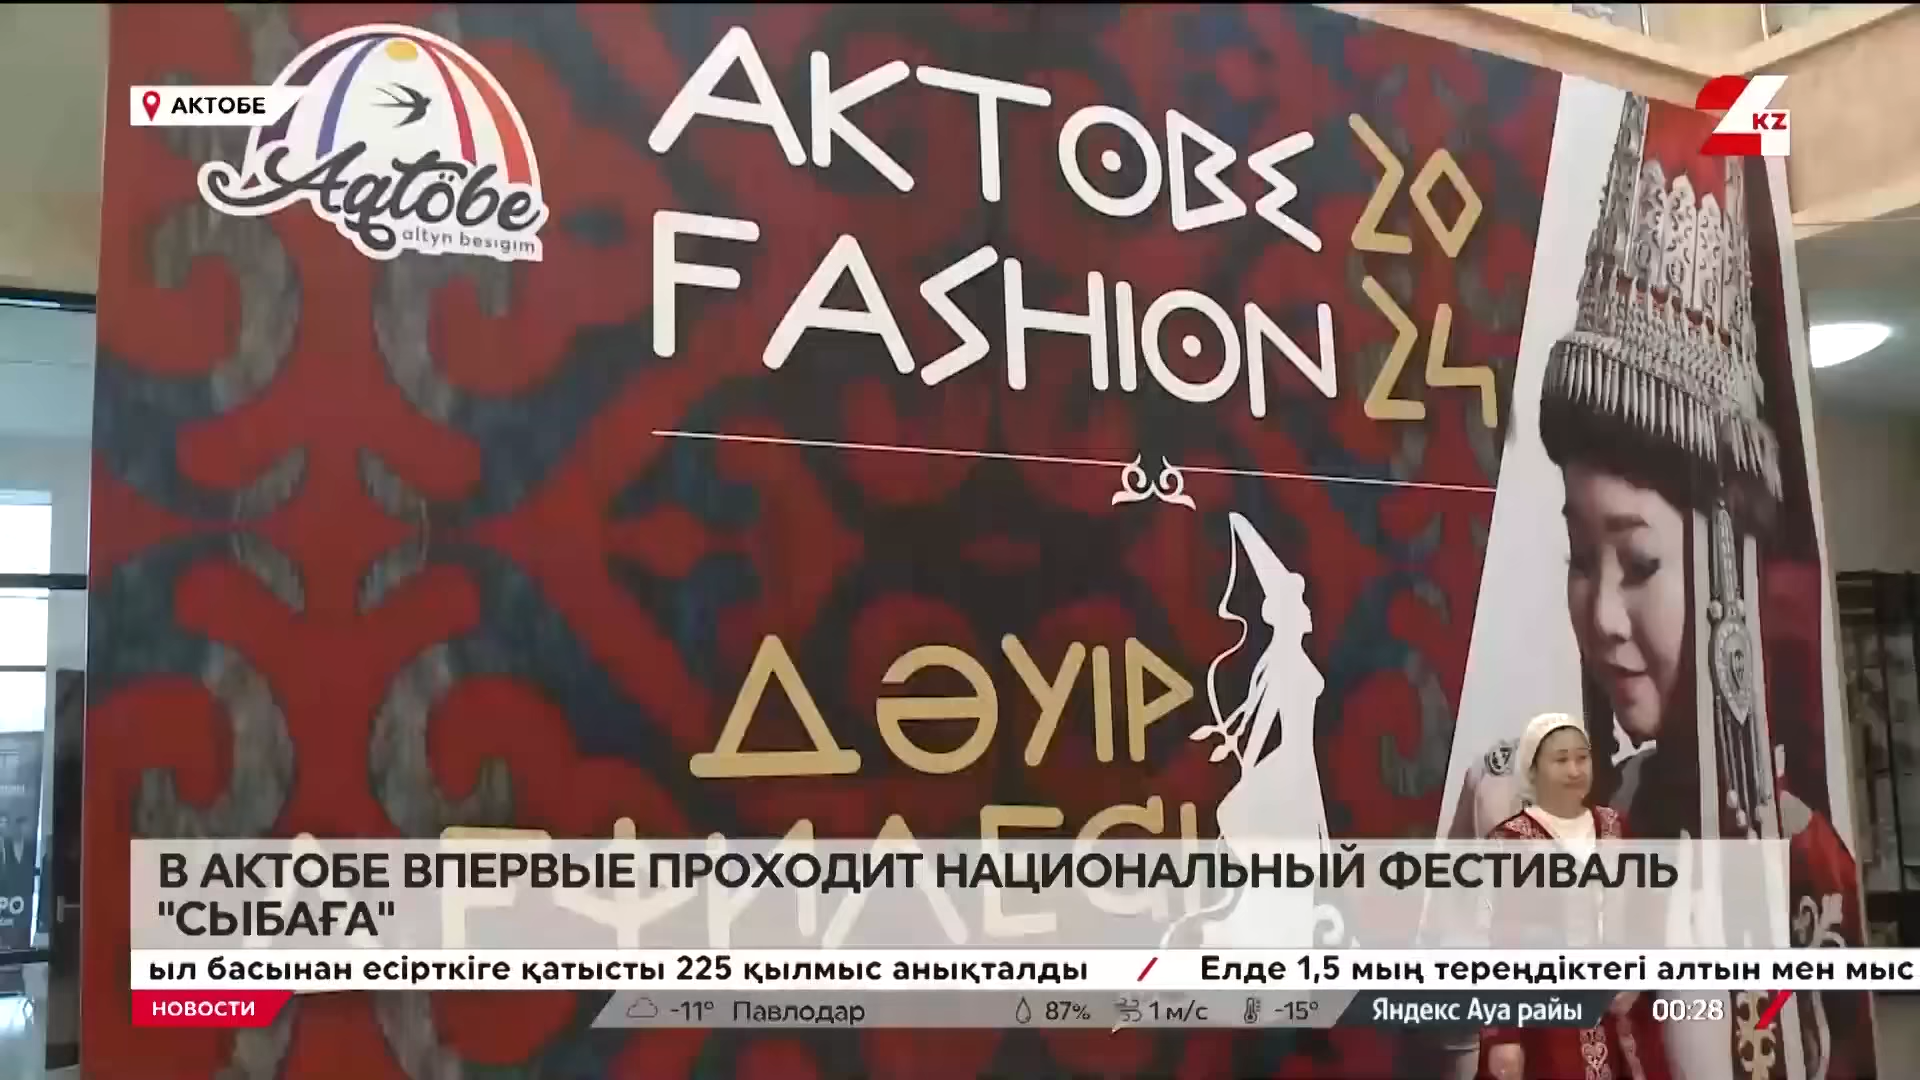 АКТОБЕ
Aqtöbe
altyn besigim
AKTOBE 20
FASHION 24
24 KZ
ДӘУІР
В АКТОБЕ ВПЕРВЫЕ ПРОХОДИТ НАЦИОНАЛЬНЫЙ ФЕСТИВАЛЬ
"СЫБАҒА"
ыл басынан есірткіге қатысты 225 қылмыс анықталды / Елде 1,5 мың тереңдіктегі алтын мен мыс
НОВОСТИ
-11° Павлодар 87% 1 м/с -15° Яндекс Ауа райы 00:28